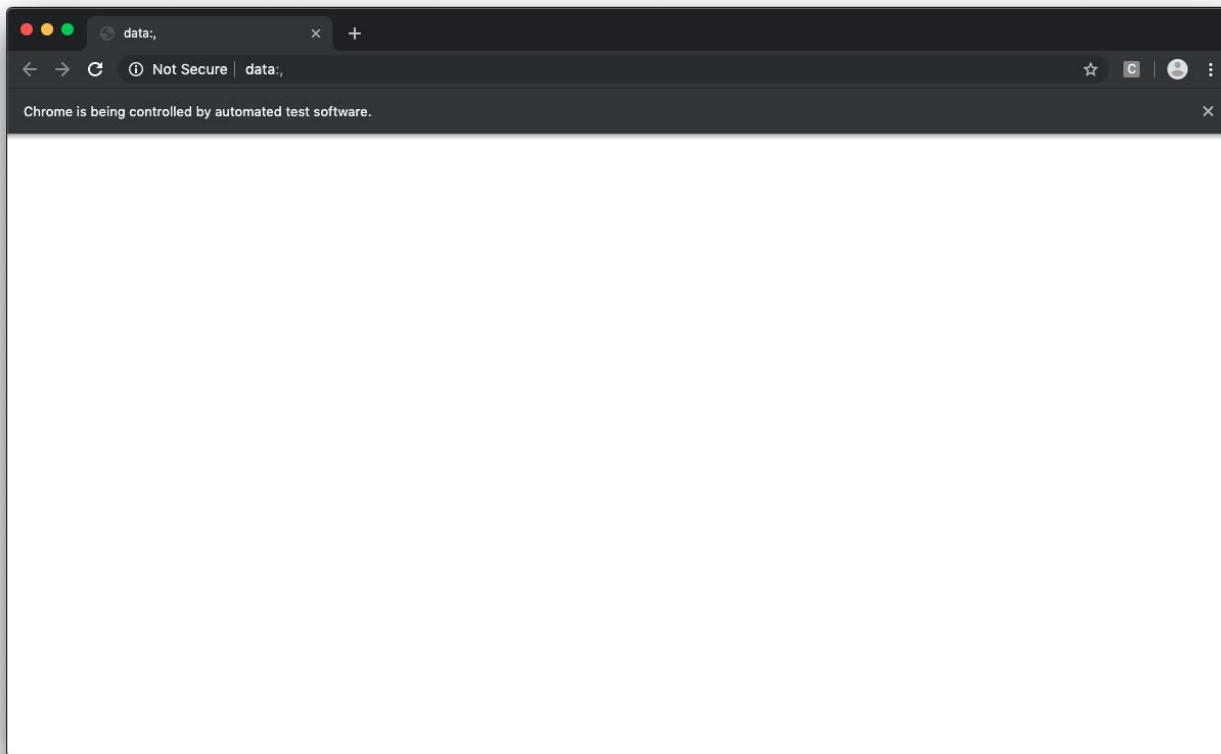 data:,
Not Secure data:,
C
Chrome is being controlled by automated test software.